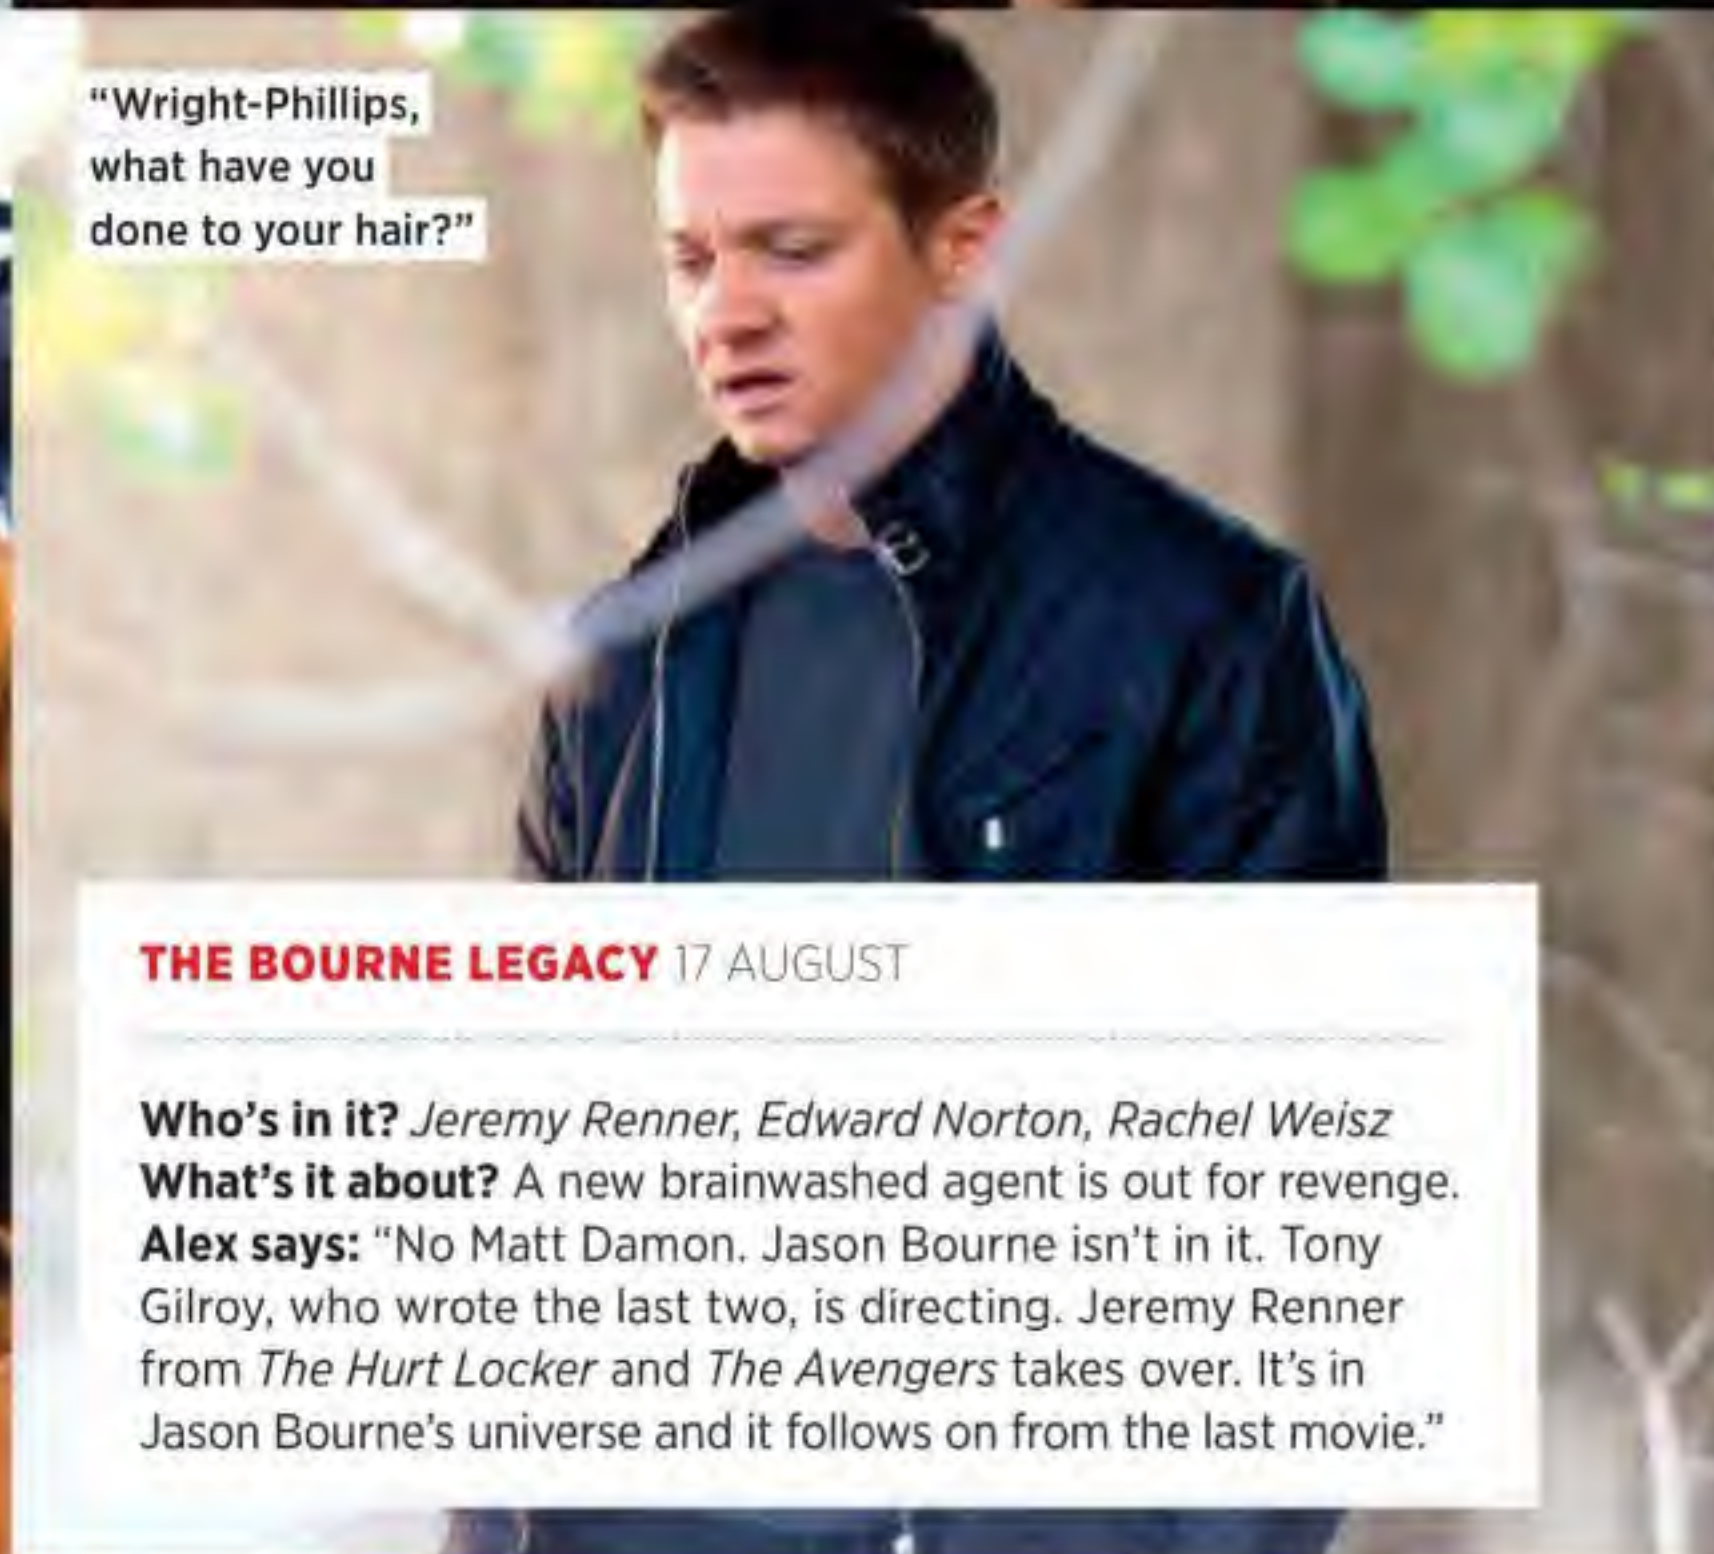 “Wright-Phillips,
what have you
done to your hair?”
THE BOURNE LEGACY 17 AUGUST
Who’s in it? Jeremy Renner, Edward Norton, Rachel Weisz
What’s it about? A new brainwashed agent is out for revenge.
Alex says: “No Matt Damon. Jason Bourne isn’t in it. Tony
Gilroy, who wrote the last two, is directing. Jeremy Renner
from The Hurt Locker and The Avengers takes over. It’s in
Jason Bourne’s universe and it follows on from the last movie.”